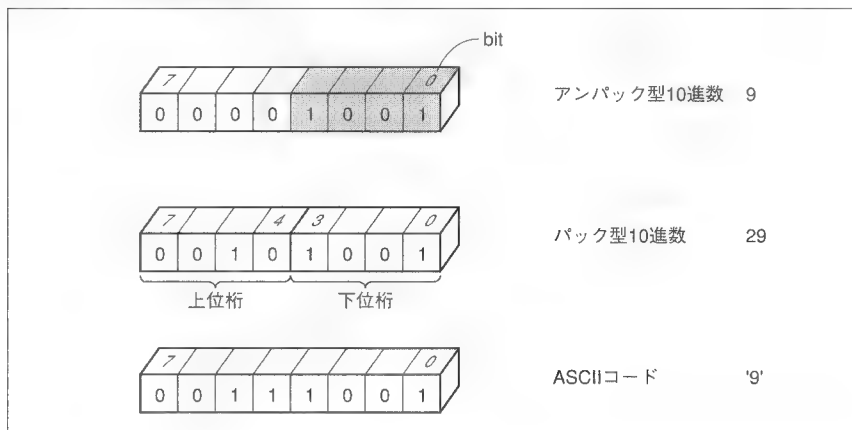 bit
7 0
0 0 0 0 1 0 0 1
アンパック型10進数 9
7 4 3 0
0 0 1 0 1 0 0 1
パック型10進数 29
上位桁 下位桁
7 0
0 0 1 1 1 0 0 1
ASCIIコード '9'